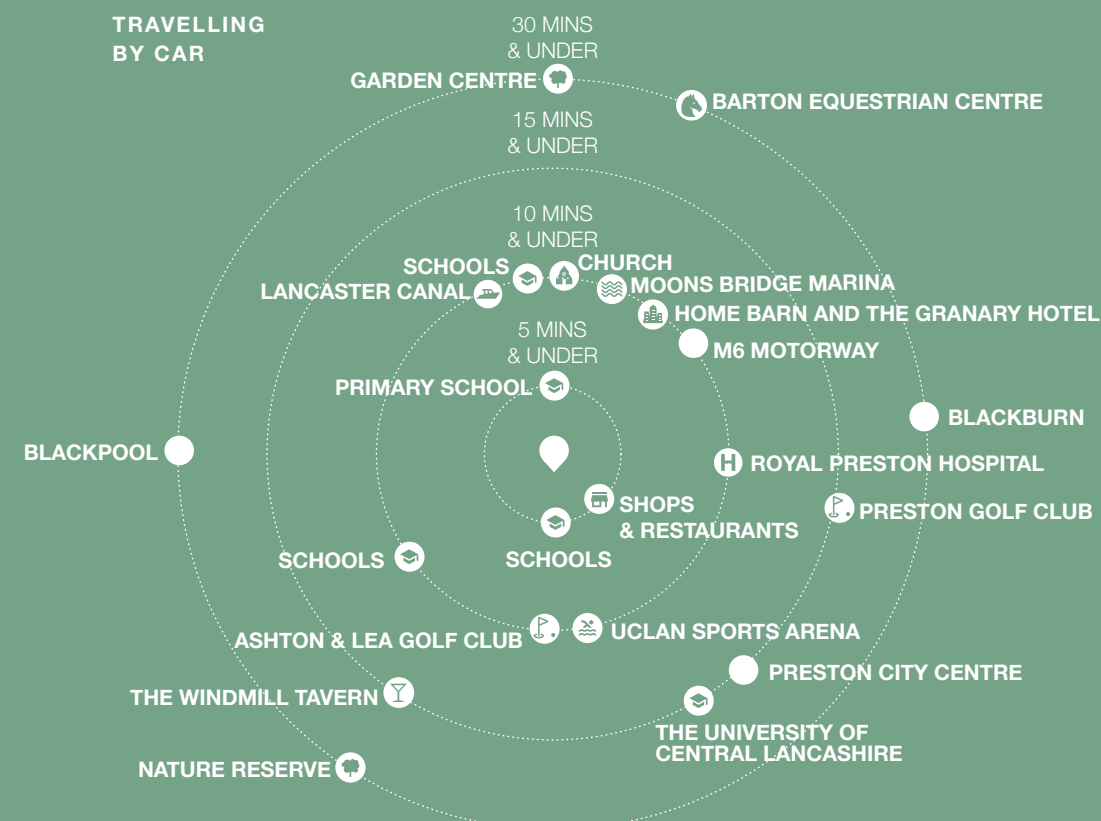 TRAVELLING
BY CAR
30 MINS
& UNDER
GARDEN CENTRE
BARTON EQUESTRIAN CENTRE
15 MINS
& UNDER
10 MINS
& UNDER
SCHOOLS
CHURCH
LANCASTER CANAL
MOONS BRIDGE MARINA
HOME BARN AND THE GRANARY HOTEL
5 MINS
& UNDER
M6 MOTORWAY
PRIMARY SCHOOL
BLACKBURN
BLACKPOOL
H ROYAL PRESTON HOSPITAL
SHOPS
& RESTAURANTS
PRESTON GOLF CLUB
SCHOOLS
SCHOOLS
ASHTON & LEA GOLF CLUB
UCLAN SPORTS ARENA
PRESTON CITY CENTRE
THE WINDMILL TAVERN
THE UNIVERSITY OF
CENTRAL LANCASHIRE
NATURE RESERVE